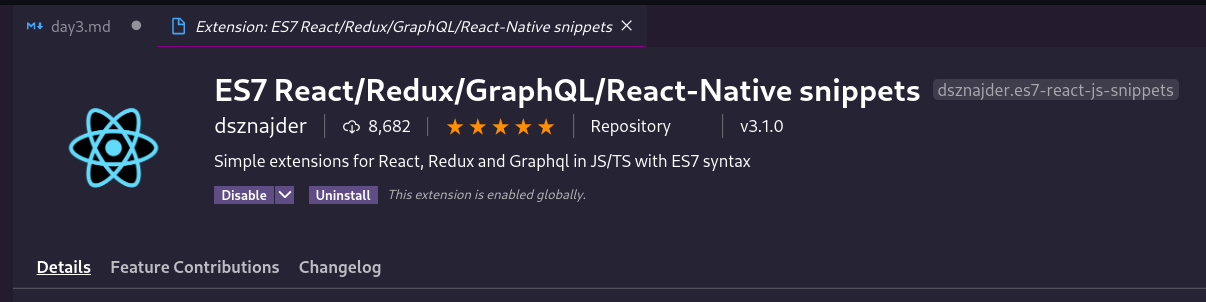 day3.md Extension: ES7 React/Redux/GraphQL/React-Native snippets
ES7 React/Redux/GraphQL/React-Native snippets dsznajder.es7-react-js-snippets
dsznajder 8,682 Repository v3.1.0
Simple extensions for React, Redux and Graphql in JS/TS with ES7 syntax
Disable Uninstall This extension is enabled globally.
Details Feature Contributions Changelog